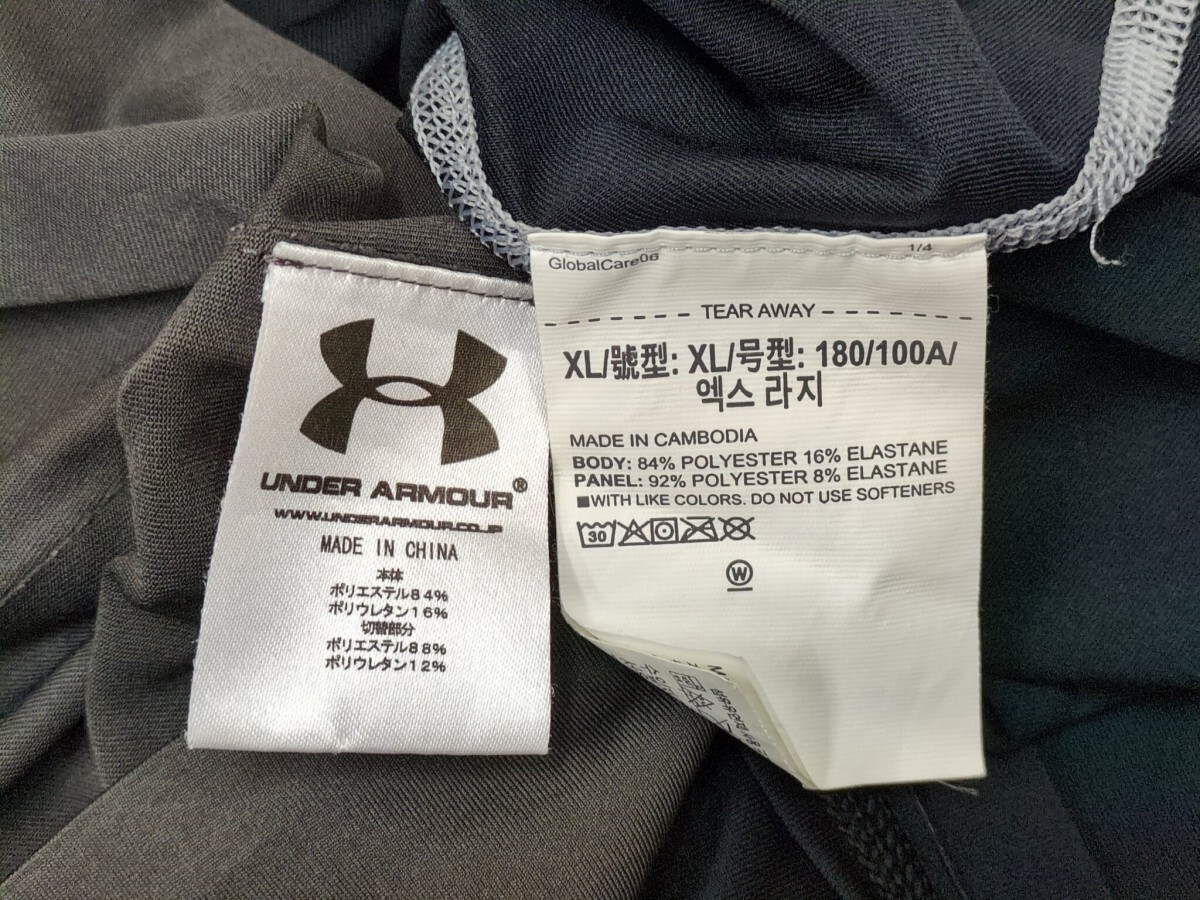 UNDER ARMOUR®
WWW.UNDERARMOUR.CO.JP
MADE IN CHINA
本体
ポリエステル84%
ポリウレタン16%
切替部分
ポリエステル88%
ポリウレタン12%
1/4
GlobalCare06
TEAR AWAY
XL/號型: XL/号型: 180/100A/
엑스 라지
MADE IN CAMBODIA
BODY: 84% POLYESTER 16% ELASTANE
PANEL: 92% POLYESTER 8% ELASTANE
■WITH LIKE COLORS. DO NOT USE SOFTENERS
30
W